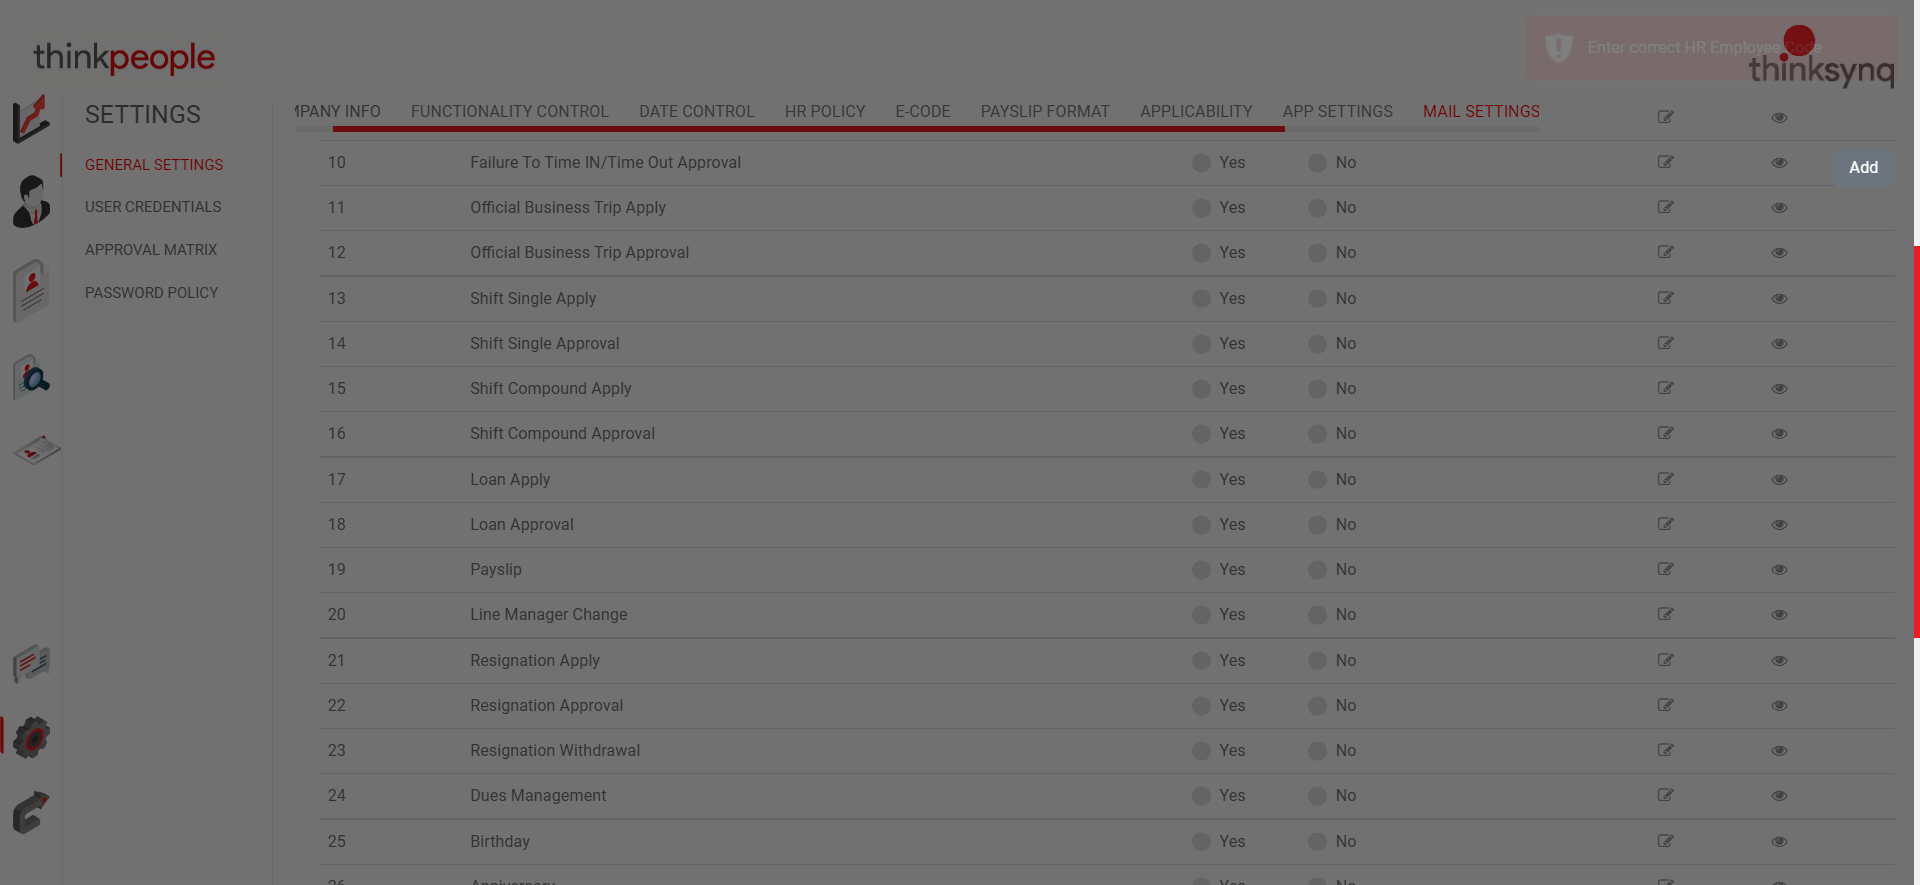 thinkpeople
Enter correct HR Employee Code
thinksynq
SETTINGS
MPANY INFO FUNCTIONALITY CONTROL DATE CONTROL HR POLICY E-CODE PAYSLIP FORMAT APPLICABILITY APP SETTINGS MAIL SETTINGS
GENERAL SETTINGS
USER CREDENTIALS
APPROVAL MATRIX
PASSWORD POLICY
Add
10 Failure To Time IN/Time Out Approval Yes No
11 Official Business Trip Apply Yes No
12 Official Business Trip Approval Yes No
13 Shift Single Apply Yes No
14 Shift Single Approval Yes No
15 Shift Compound Apply Yes No
16 Shift Compound Approval Yes No
17 Loan Apply Yes No
18 Loan Approval Yes No
19 Payslip Yes No
20 Line Manager Change Yes No
21 Resignation Apply Yes No
22 Resignation Approval Yes No
23 Resignation Withdrawal Yes No
24 Dues Management Yes No
25 Birthday Yes No
26 Anniversary Yes No